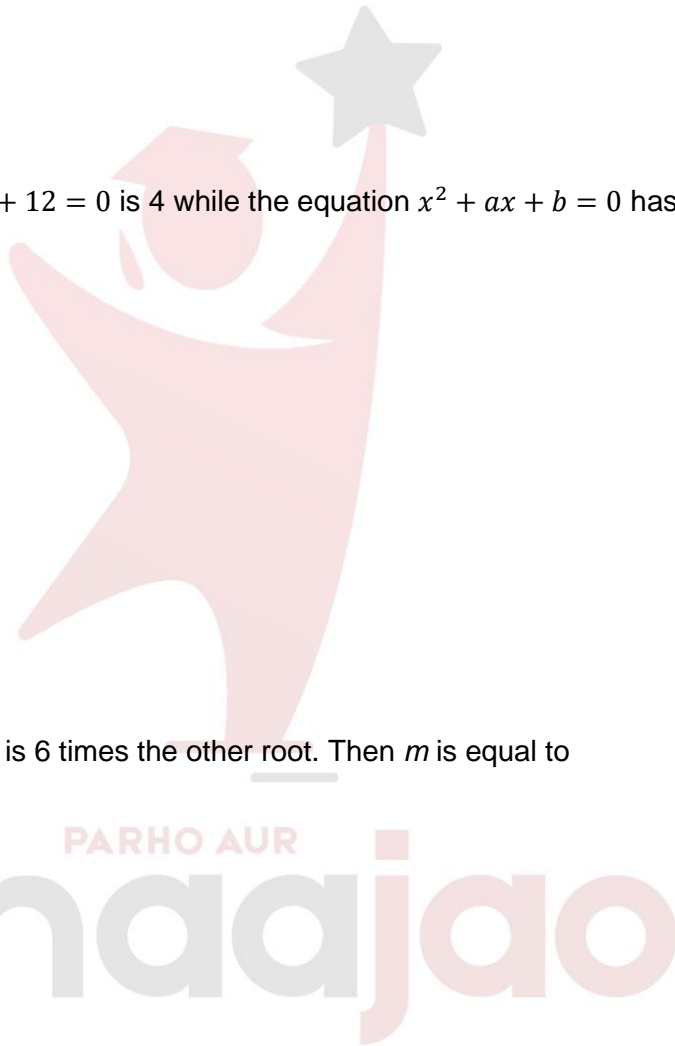 + 12 = 0 is 4 while the equation x² + ax + b = 0 has
is 6 times the other root. Then m is equal to
PARHO AUR
naajao